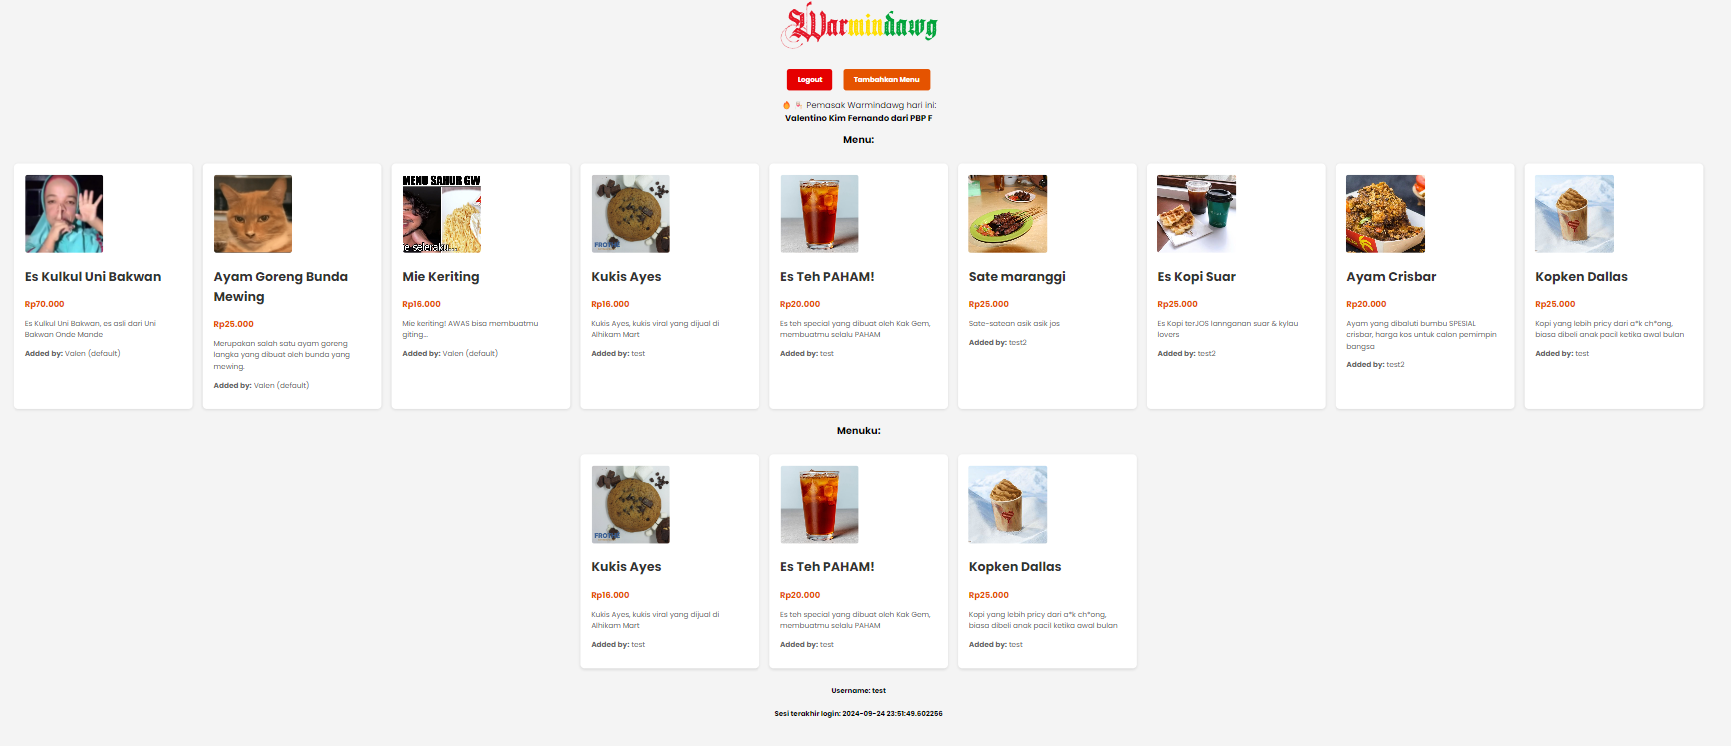 Warmindawg
Logout
Tambahkan Menu
🔥 Pemasak Warmindawg hari ini:
Valentino Kim Fernando dari PBP F
Menu:
MENU SAHUR GW
FRO
Es Kulkul Uni Bakwan
Rp70.000
Es Kulkul Uni Bakwan, es asli dari Uni
Bakwan Onde Mande
Added by: Valen (default)
Ayam Goreng Bunda
Mewing
Rp25.000
Merupakan salah satu ayam goreng
langka yang dibuat oleh bunda yang
mewing.
Added by: Valen (default)
Mie Keriting
Rp16.000
Mie keriting! AWAS bisa membuatmu
giting...
Added by: Valen (default)
Kukis Ayes
Rp16.000
Kukis Ayes, kukis viral yang dijual di
Alhikam Mart
Added by: test
Es Teh PAHAM!
Rp20.000
Es teh special yang dibuat oleh Kak Gem,
membuatmu selalu PAHAM
Added by: test
Sate maranggi
Rp25.000
Sate-satean asik asik jos
Added by: test2
Es Kopi Suar
Rp25.000
Es Kopi terJOS lannganan suar & kylau
lovers
Added by: test2
Ayam Crisbar
Rp20.000
Ayam yang dibaluti bumbu SPESIAL
crisbar, harga kos untuk calon pemimpin
bangsa
Added by: test2
Kopken Dallas
Rp25.000
Kopi yang lebih pricy dari a*k ch*ong,
biasa dibeli anak pacil ketika awal bulan
Added by: test
Menuku:
Kukis Ayes
Rp16.000
Kukis Ayes, kukis viral yang dijual di
Alhikam Mart
Added by: test
Es Teh PAHAM!
Rp20.000
Es teh special yang dibuat oleh Kak Gem,
membuatmu selalu PAHAM
Added by: test
Kopken Dallas
Rp25.000
Kopi yang lebih pricy dari a*k ch*ong,
biasa dibeli anak pacil ketika awal bulan
Added by: test
Username: test
Sesi terakhir login: 2024-09-24 23:51:49.602256